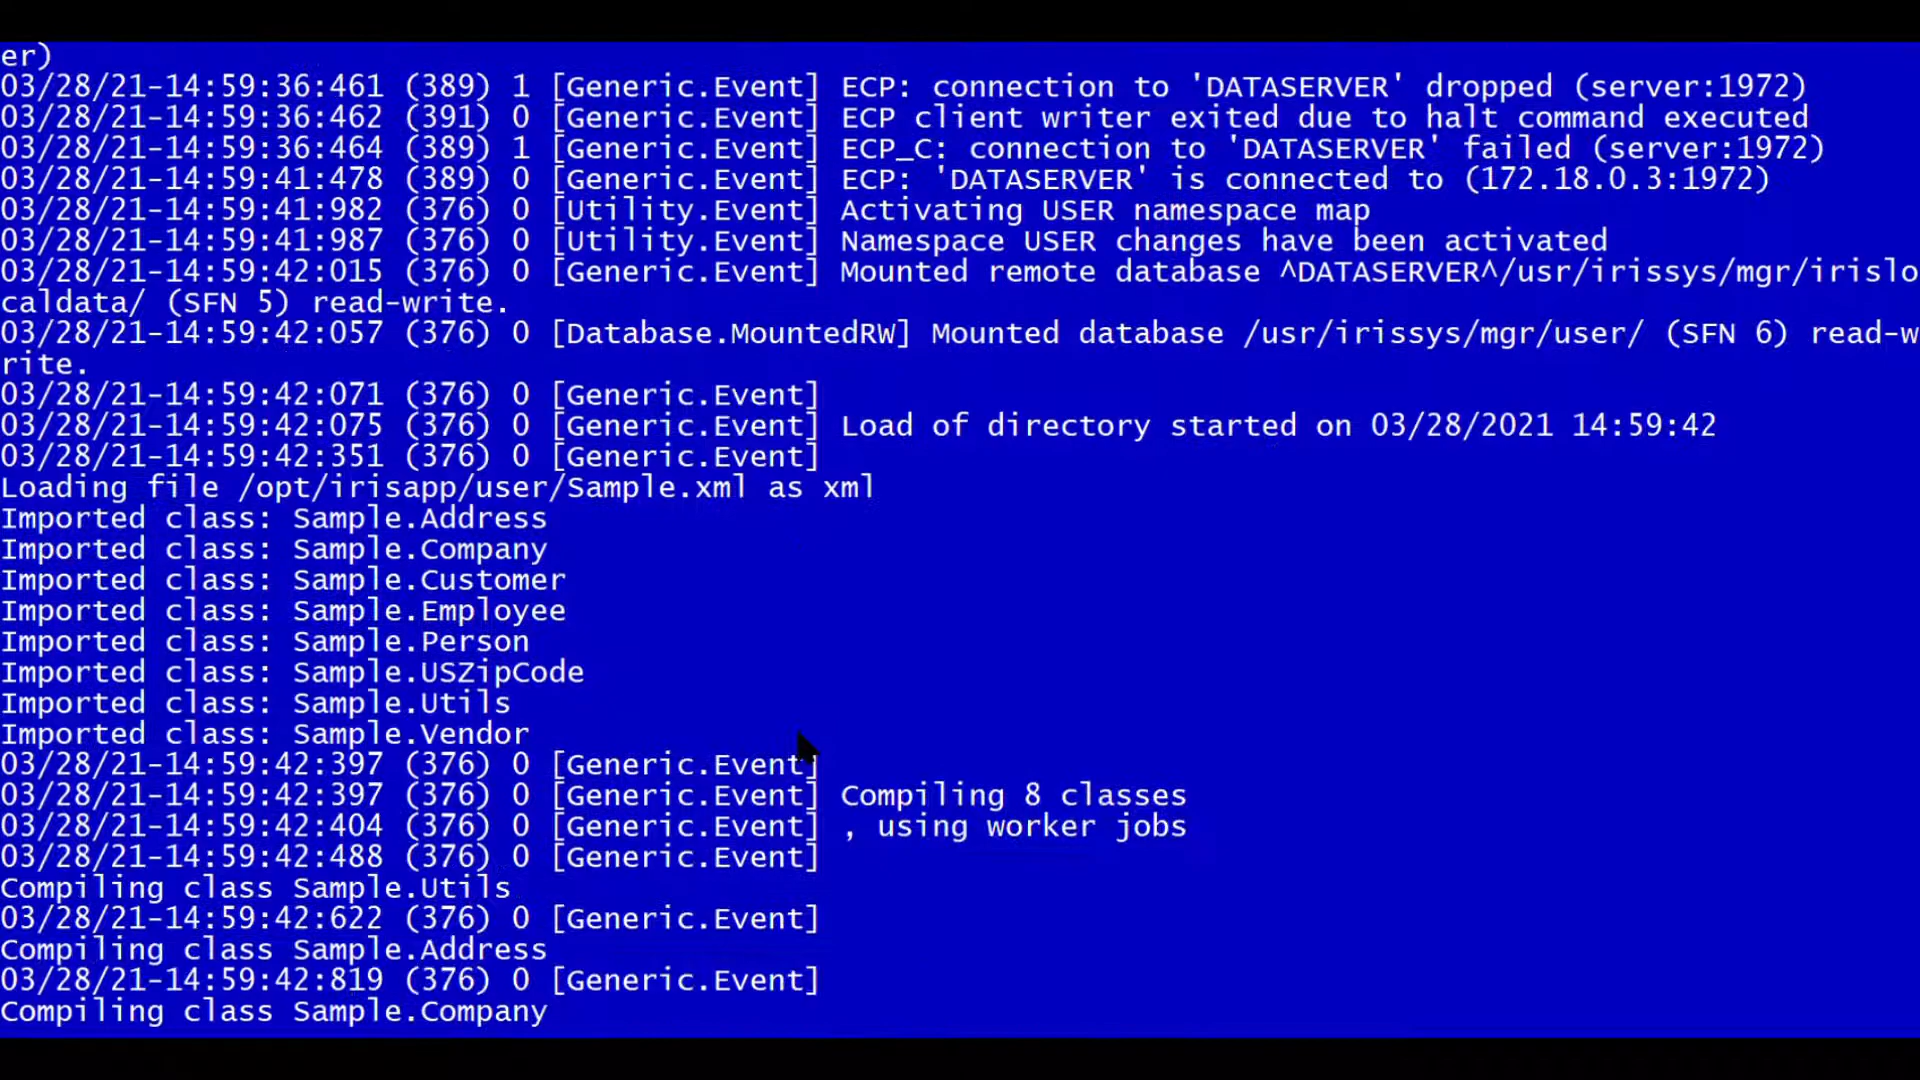 er)
03/28/21-14:59:36:461 (389) 1 [Generic.Event] ECP: connection to 'DATASERVER' dropped (server:1972)
03/28/21-14:59:36:462 (391) 0 [Generic.Event] ECP client writer exited due to halt command executed
03/28/21-14:59:36:464 (389) 1 [Generic.Event] ECP_C: connection to 'DATASERVER' failed (server:1972)
03/28/21-14:59:41:478 (389) 0 [Generic.Event] ECP: 'DATASERVER' is connected to (172.18.0.3:1972)
03/28/21-14:59:41:982 (376) 0 [Utility.Event] Activating USER namespace map
03/28/21-14:59:41:987 (376) 0 [Utility.Event] Namespace USER changes have been activated
03/28/21-14:59:42:015 (376) 0 [Generic.Event] Mounted remote database ^DATASERVER^/usr/irissys/mgr/irislo
caldata/ (SFN 5) read-write.
03/28/21-14:59:42:057 (376) 0 [Database.MountedRW] Mounted database /usr/irissys/mgr/user/ (SFN 6) read-w
rite.
03/28/21-14:59:42:071 (376) 0 [Generic.Event]
03/28/21-14:59:42:075 (376) 0 [Generic.Event] Load of directory started on 03/28/2021 14:59:42
03/28/21-14:59:42:351 (376) 0 [Generic.Event]
Loading file /opt/irisapp/user/Sample.xml as xml
Imported class: Sample.Address
Imported class: Sample.Company
Imported class: Sample.Customer
Imported class: Sample.Employee
Imported class: Sample.Person
Imported class: Sample.USZipCode
Imported class: Sample.Utils
Imported class: Sample.Vendor
03/28/21-14:59:42:397 (376) 0 [Generic.Event]
03/28/21-14:59:42:397 (376) 0 [Generic.Event] Compiling 8 classes
03/28/21-14:59:42:404 (376) 0 [Generic.Event] , using worker jobs
03/28/21-14:59:42:488 (376) 0 [Generic.Event]
Compiling class Sample.Utils
03/28/21-14:59:42:622 (376) 0 [Generic.Event]
Compiling class Sample.Address
03/28/21-14:59:42:819 (376) 0 [Generic.Event]
Compiling class Sample.Company